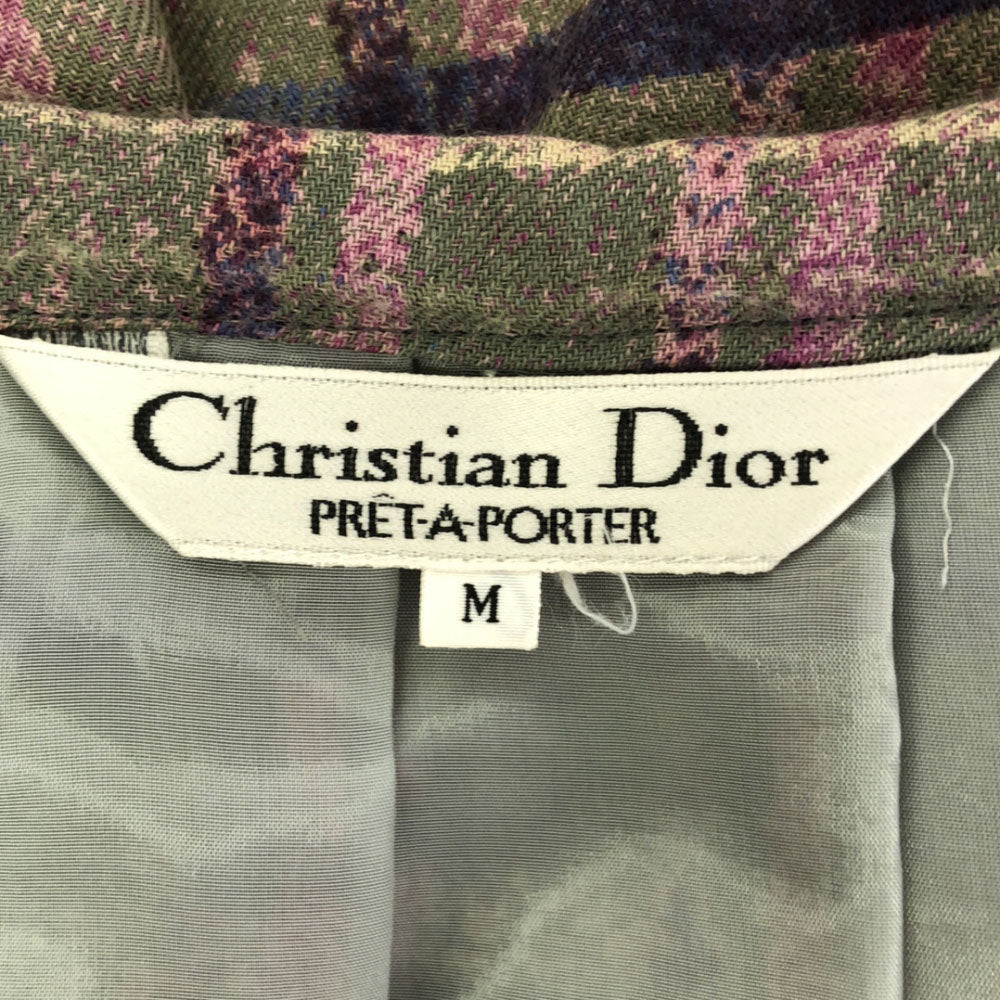 Christian Dior
PRÊT-A-PORTER
M